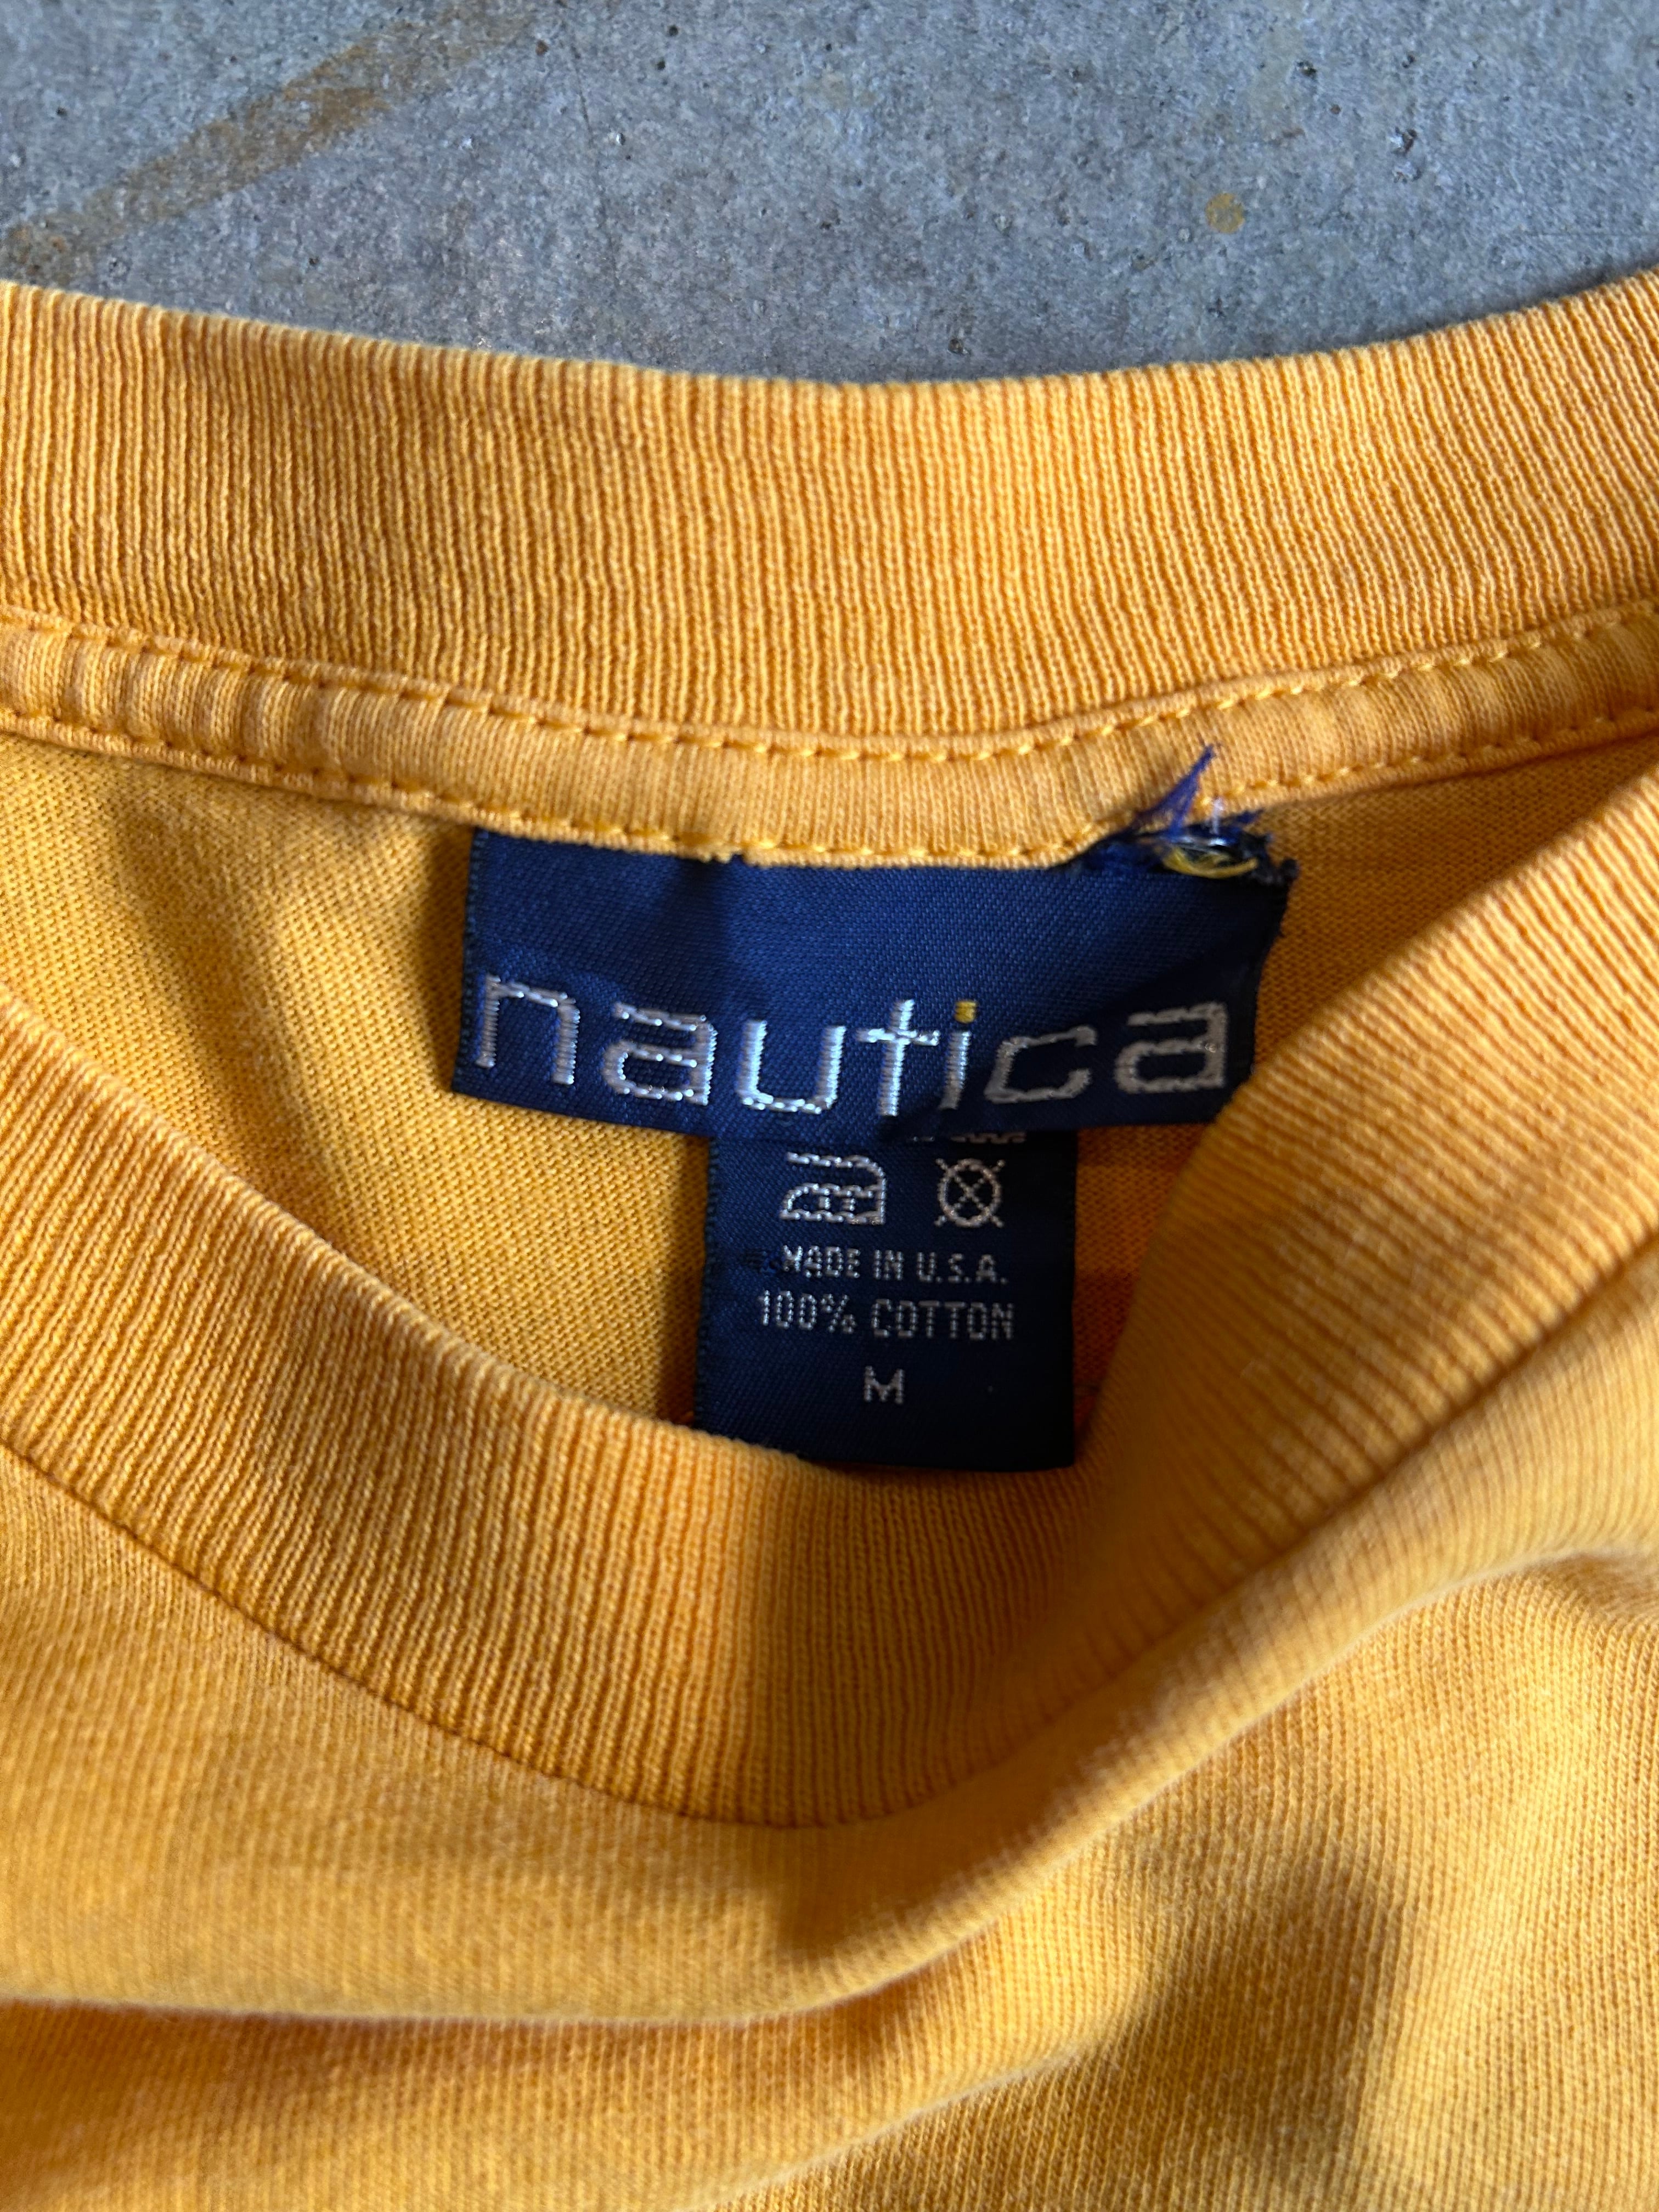 nautica
MADE IN U.S.A.
100% COTTON
M